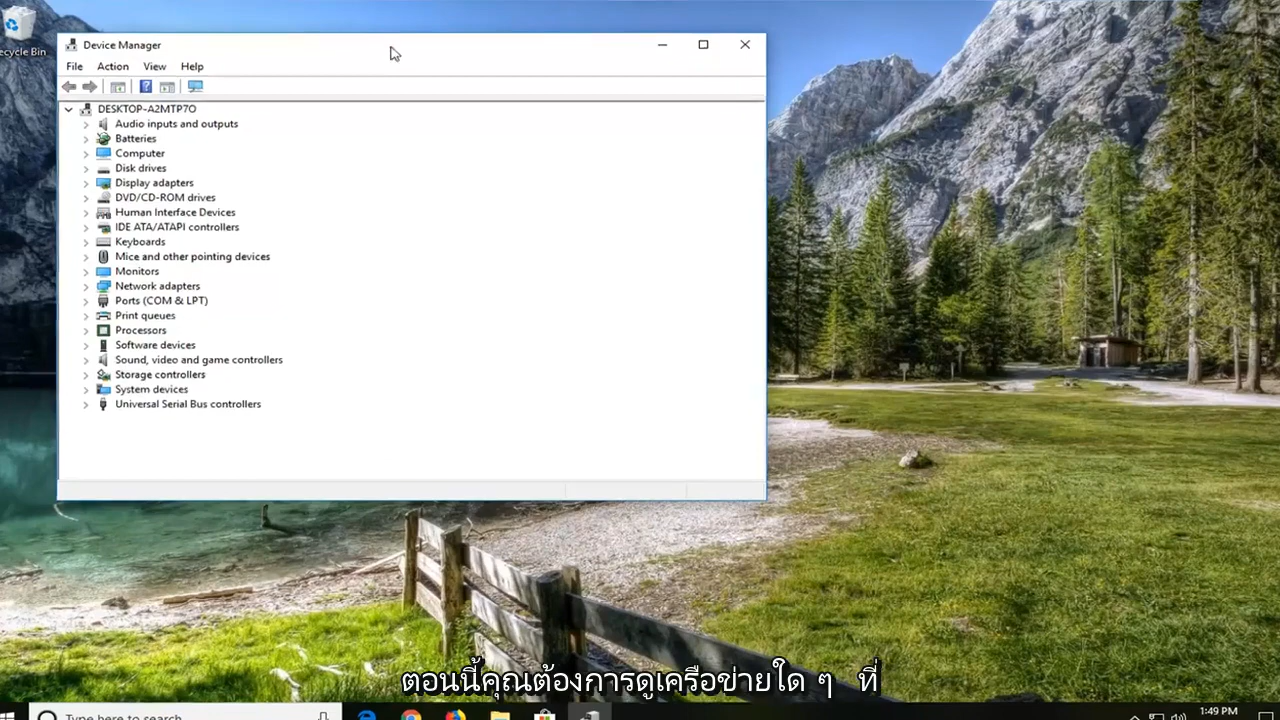 Recycle Bin
Device Manager
File Action View Help
DESKTOP-A2MTP7O
Audio inputs and outputs
Batteries
Computer
Disk drives
Display adapters
DVD/CD-ROM drives
Human Interface Devices
IDE ATA/ATAPI controllers
Keyboards
Mice and other pointing devices
Monitors
Network adapters
Ports (COM & LPT)
Print queues
Processors
Software devices
Sound, video and game controllers
Storage controllers
System devices
Universal Serial Bus controllers
ตอนนี้คุณต้องการดูเครือข่ายใด ๆ ที่
Type here to search
1:49 PM